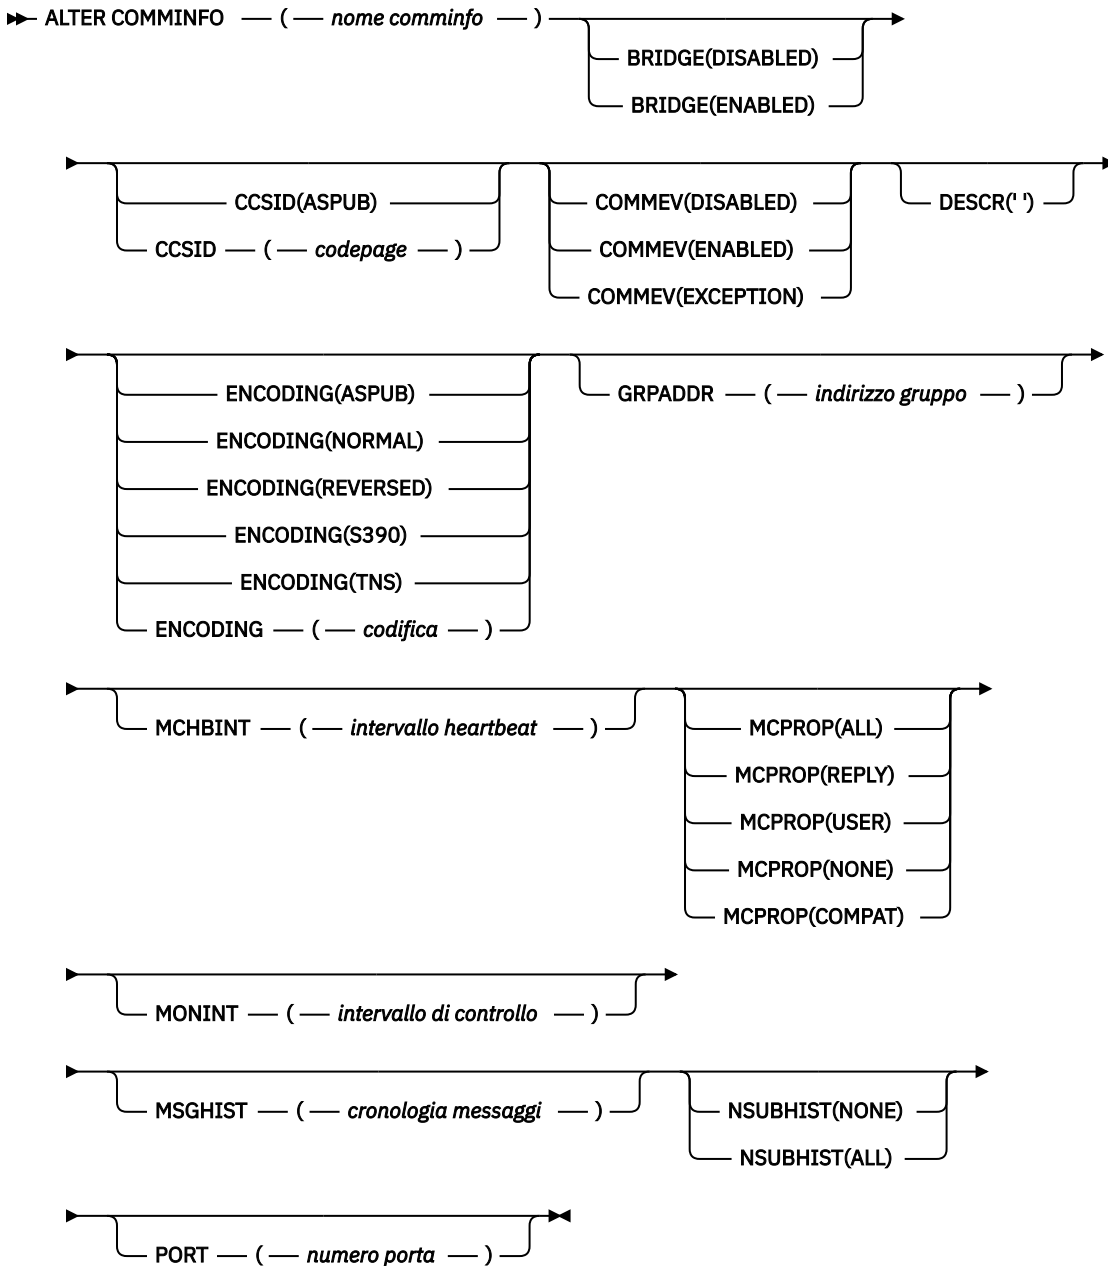 ALTER COMMINFO ( nome comminfo )
BRIDGE(DISABLED)
BRIDGE(ENABLED)
CCSID(ASPUB)
CCSID ( codepage )
COMMEV(DISABLED)
COMMEV(ENABLED)
COMMEV(EXCEPTION)
DESCR(' ')
ENCODING(ASPUB)
ENCODING(NORMAL)
ENCODING(REVERSED)
ENCODING(S390)
ENCODING(TNS)
ENCODING ( codifica )
GRPADDR ( indirizzo gruppo )
MCHBINT ( intervallo heartbeat )
MCPROP(ALL)
MCPROP(REPLY)
MCPROP(USER)
MCPROP(NONE)
MCPROP(COMPAT)
MONINT ( intervallo di controllo )
MSGHIST ( cronologia messaggi )
NSUBHIST(NONE)
NSUBHIST(ALL)
PORT ( numero porta )